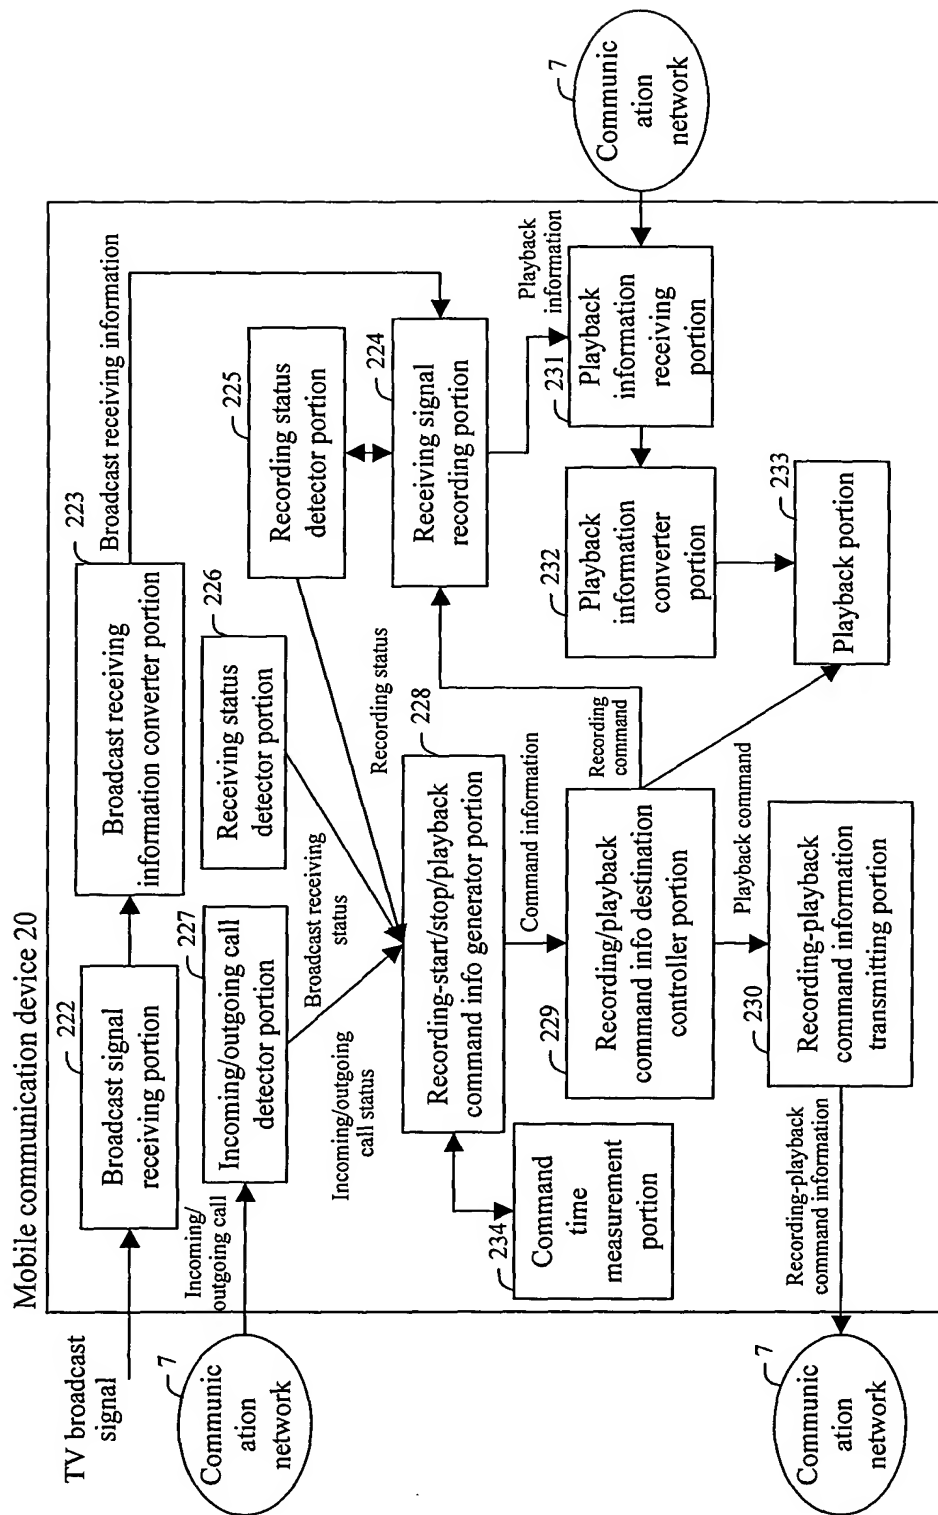 Mobile communication device 20
TV broadcast
signal
222
Broadcast signal
receiving portion
223
Broadcast receiving
information converter portion
Broadcast receiving information
7
Communic
ation
network
Incoming/
outgoing call
227
Incoming/outgoing call
detector portion
226
Receiving status
detector portion
225
Recording status
detector portion
Incoming/outgoing
call status
Broadcast receiving
status
Recording status
224
Receiving signal
recording portion
234
Command
time
measurement
portion
228
Recording-start/stop/playback
command info generator portion
Command information
Recording
command
229
Recording/playback
command info destination
controller portion
Playback command
230
Recording-playback
command information
transmitting portion
Recording-playback
command information
7
Communic
ation
network
Playback
information
231
Playback
information
receiving
portion
7
Communic
ation
network
232
Playback
information
converter
portion
233
Playback portion